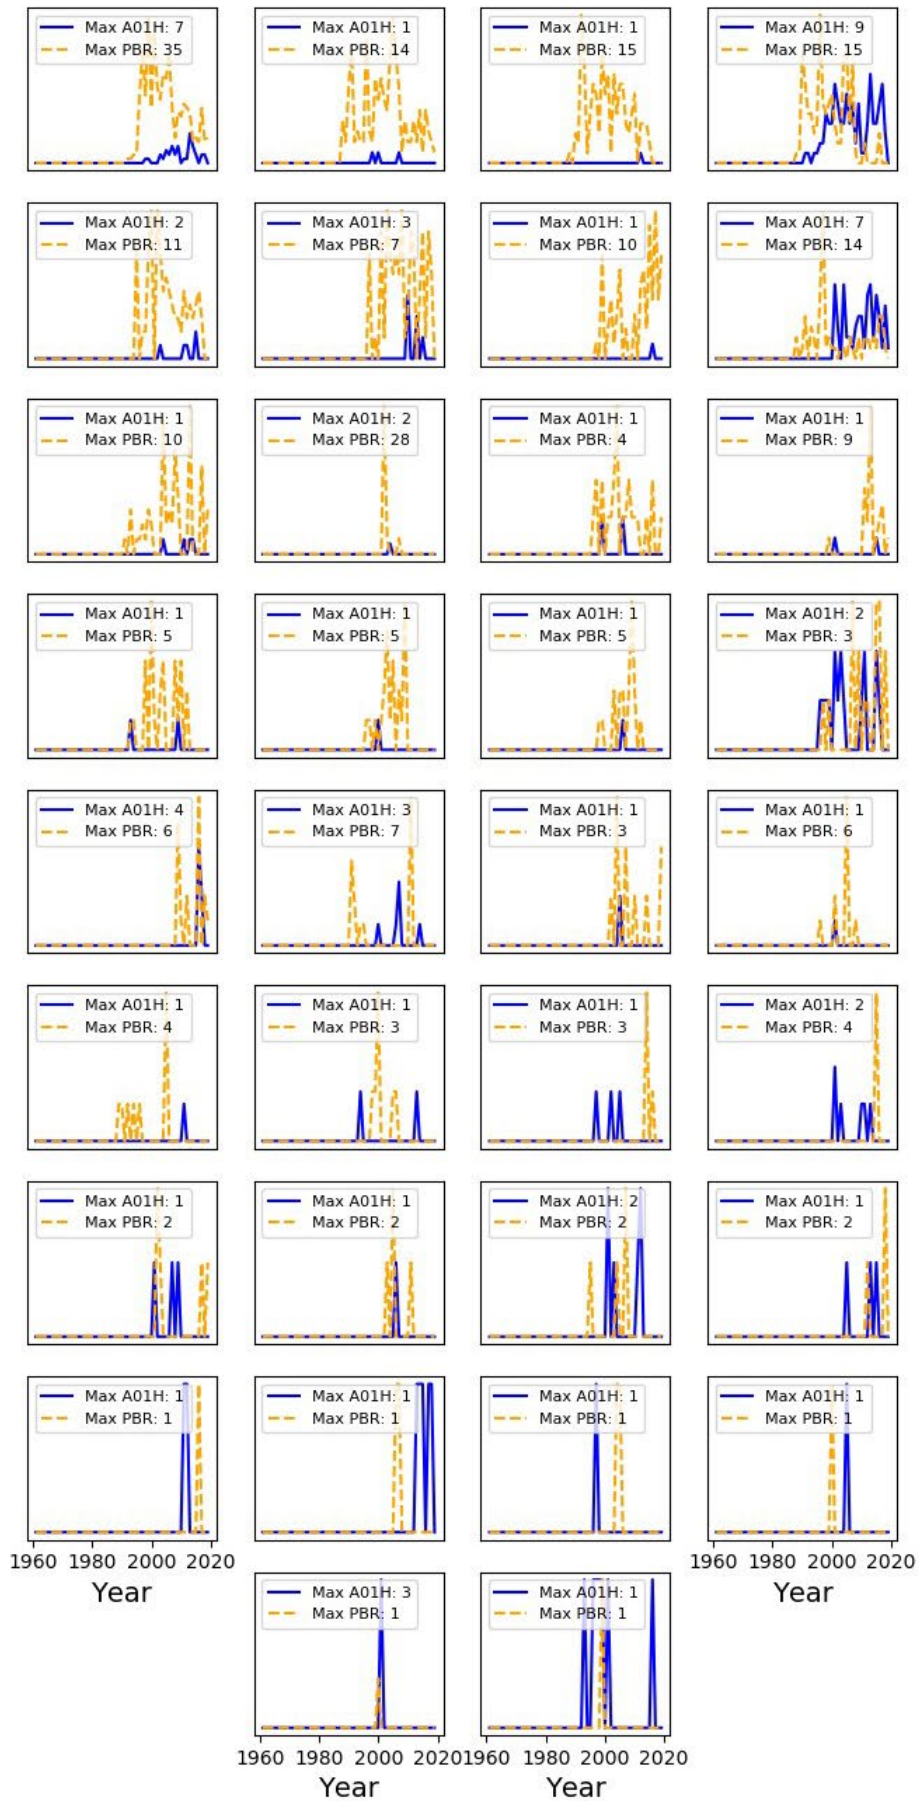 Max A01H: 7
Max PBR: 35
Max A01H: 1
Max PBR: 14
Max A01H: 1
Max PBR: 15
Max A01H: 9
Max PBR: 15
Max A01H: 2
Max PBR: 11
Max A01H: 3
Max PBR: 7
Max A01H: 1
Max PBR: 10
Max A01H: 7
Max PBR: 14
Max A01H: 1
Max PBR: 10
Max A01H: 2
Max PBR: 28
Max A01H: 1
Max PBR: 4
Max A01H: 1
Max PBR: 9
Max A01H: 1
Max PBR: 5
Max A01H: 1
Max PBR: 5
Max A01H: 1
Max PBR: 5
Max A01H: 2
Max PBR: 3
Max A01H: 4
Max PBR: 6
Max A01H: 3
Max PBR: 7
Max A01H: 1
Max PBR: 3
Max A01H: 1
Max PBR: 6
Max A01H: 1
Max PBR: 4
Max A01H: 1
Max PBR: 3
Max A01H: 1
Max PBR: 3
Max A01H: 2
Max PBR: 4
Max A01H: 1
Max PBR: 2
Max A01H: 1
Max PBR: 2
Max A01H: 2
Max PBR: 2
Max A01H: 1
Max PBR: 2
Max A01H: 1
Max PBR: 1
Max A01H: 1
Max PBR: 1
Max A01H: 1
Max PBR: 1
Max A01H: 1
Max PBR: 1
1960 1980 2000 2020
Year
1960 1980 2000 2020
Year
Max A01H: 3
Max PBR: 1
Max A01H: 1
Max PBR: 1
1960 1980 2000 2020
Year
1960 1980 2000 2020
Year